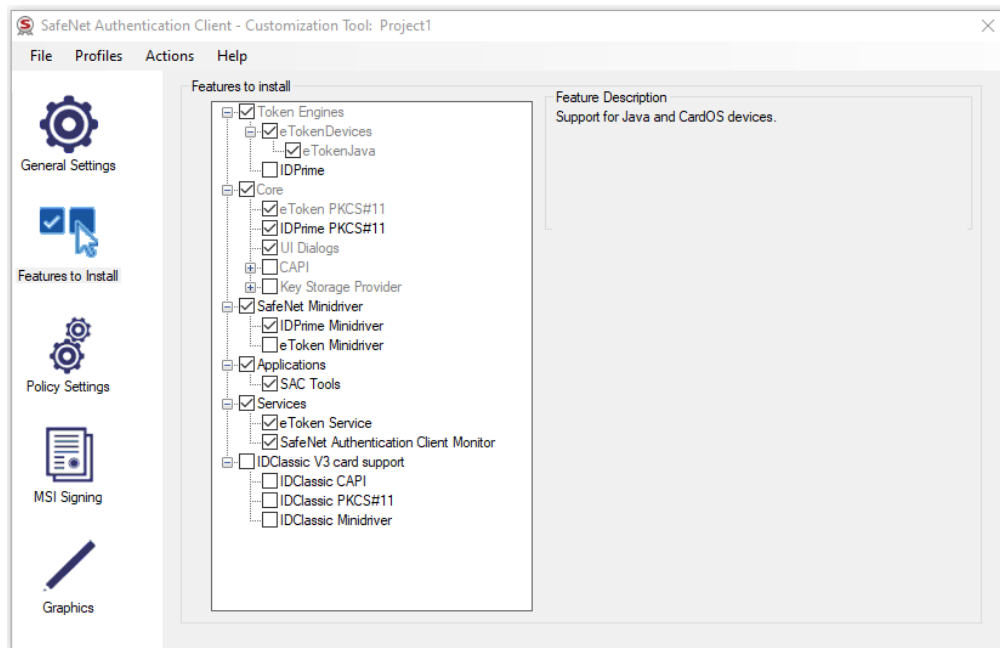 SafeNet Authentication Client - Customization Tool: Project1
File Profiles Actions Help
General Settings
Features to Install
Policy Settings
MSI Signing
Graphics
Features to install
Token Engines
eTokenDevices
eTokenJava
IDPrime
Core
eToken PKCS#11
IDPrime PKCS#11
UI Dialogs
CAPI
Key Storage Provider
SafeNet Minidriver
IDPrime Minidriver
eToken Minidriver
Applications
SAC Tools
Services
eToken Service
SafeNet Authentication Client Monitor
IDClassic V3 card support
IDClassic CAPI
IDClassic PKCS#11
IDClassic Minidriver
Feature Description
Support for Java and CardOS devices.